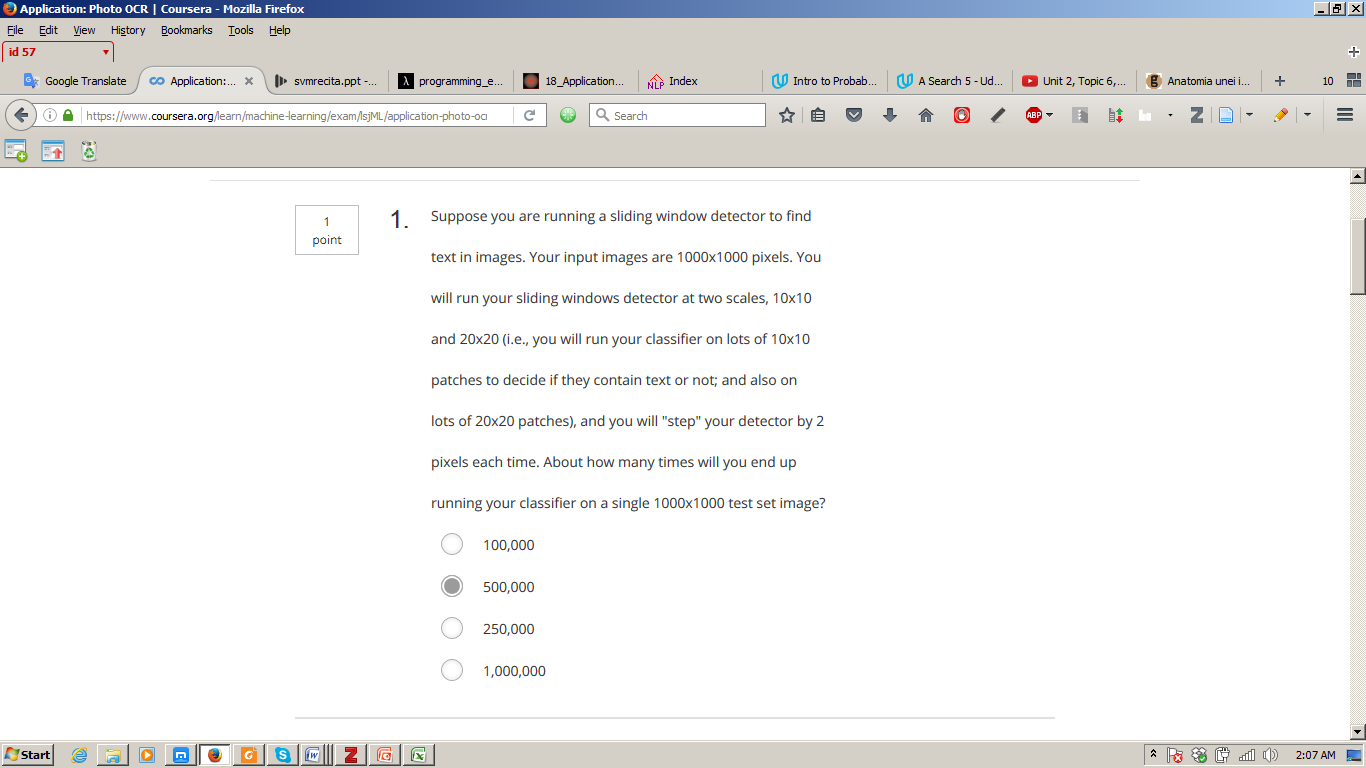 Application: Photo OCR | Coursera - Mozilla Firefox
File Edit View History Bookmarks Tools Help
id 57
Google Translate
Application:...
svmrecita.ppt -...
programming_e...
18_Application...
NLP
Index
Intro to Probab...
A Search 5 - Ud...
Unit 2, Topic 6,...
Anatomia unei i...
10
https://www.coursera.org/learn/machine-learning/exam/lsjML/application-photo-oc
Search
ABP
1
point
1.
Suppose you are running a sliding window detector to find
text in images. Your input images are 1000x1000 pixels. You
will run your sliding windows detector at two scales, 10x10
and 20x20 (i.e., you will run your classifier on lots of 10x10
patches to decide if they contain text or not; and also on
lots of 20x20 patches), and you will "step" your detector by 2
pixels each time. About how many times will you end up
running your classifier on a single 1000x1000 test set image?
100,000
500,000
250,000
1,000,000
Start
2:07 AM